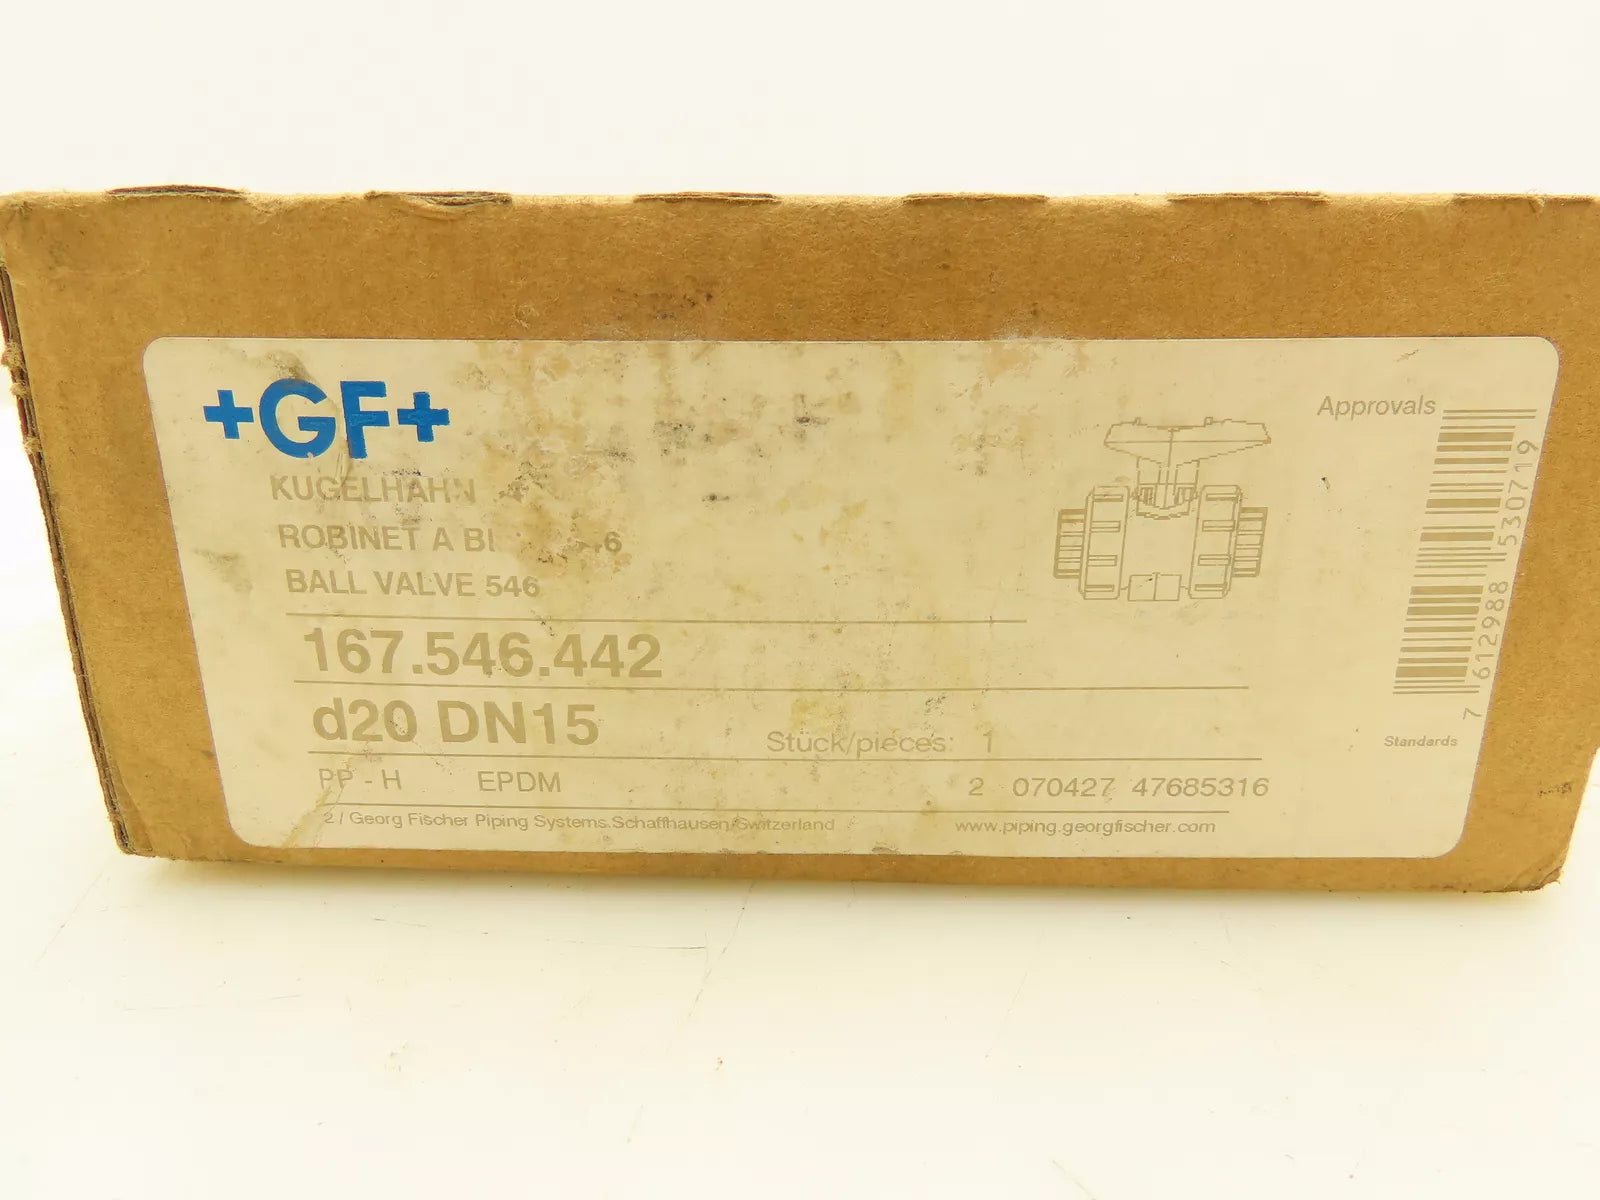 +GF+
KUGELHAHN
ROBINET A
BALL VALVE 546
167.546.442
d20 DN15
Stück/pieces: 1
PP - H EPDM
2 070427 47685316
2 / Georg Fischer Piping Systems.Schaffhausen/Switzerland
www.piping.georgfischer.com
Approvals
7 612988 530719
Standards